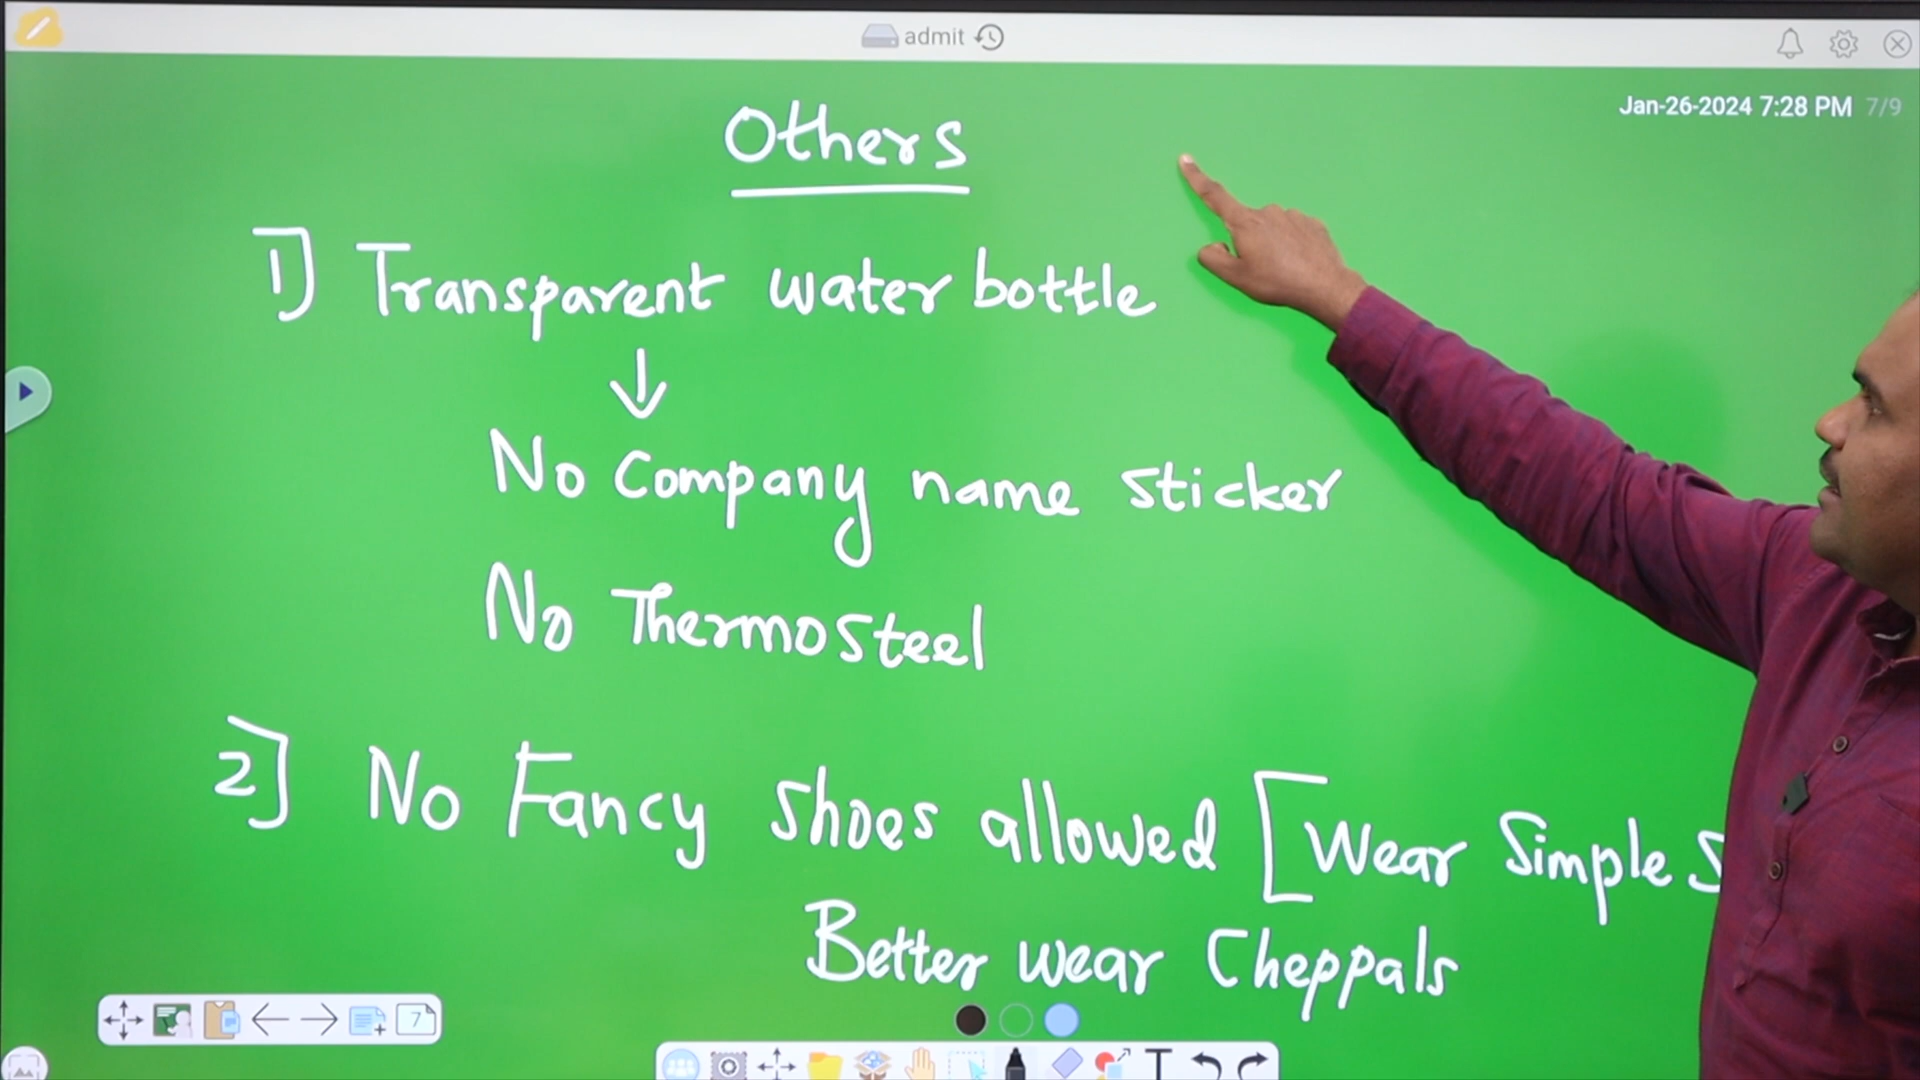 admit
Jan-26-2024 7:28 PM 7/9
Others
1] Transparent water bottle
↓
No Company name sticker
No Thermosteel
2] No Fancy shoes allowed [Wear Simple S
Better wear Cheppals
7
T